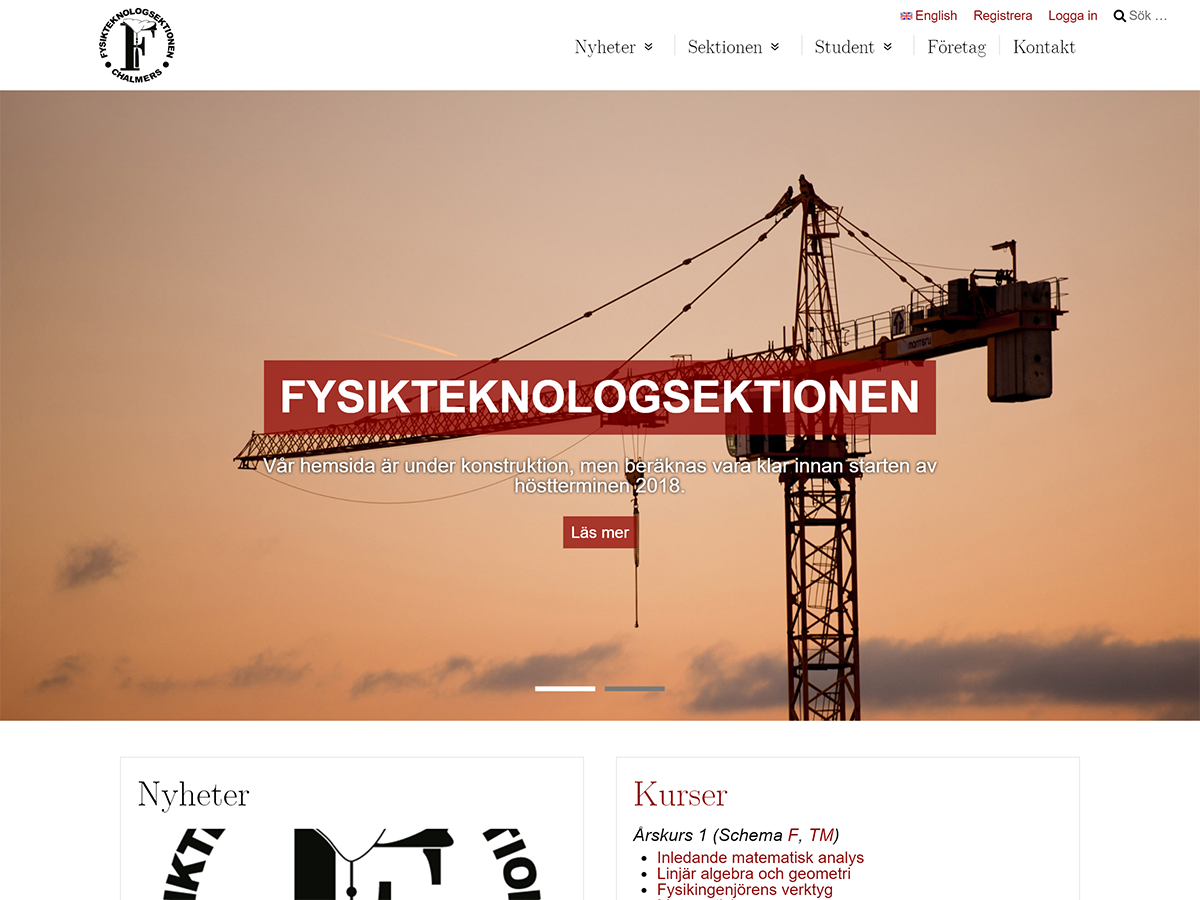 FYSIKTEKNOLOGSEKTIONEN
F
CHALMERS
English Registrera Logga in Sök ...
Nyheter Sektionen Student Företag Kontakt
FYSIKTEKNOLOGSEKTIONEN
Vår hemsida är under konstruktion, men beräknas vara klar innan starten av
höstterminen 2018.
Läs mer
Nyheter
Kurser
Årskurs 1 (Schema F, TM)
Inledande matematisk analys
Linjär algebra och geometri
Fysikingenjörens verktyg